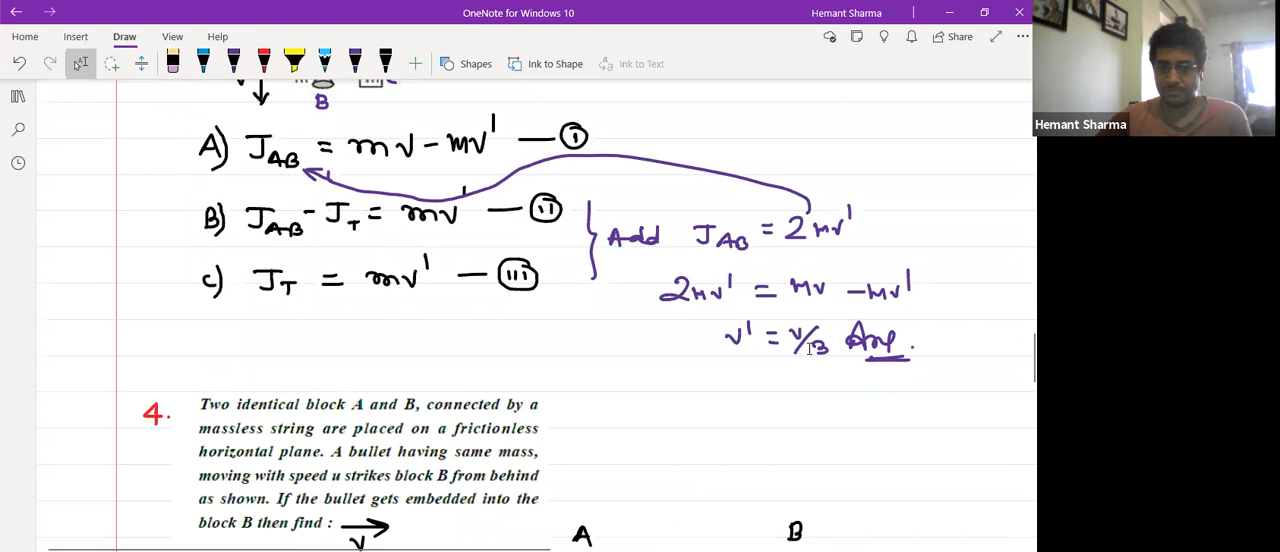 OneNote for Windows 10
Hemant Sharma
Home Insert Draw View Help
Share
Shapes
Ink to Shape
Ink to Text
Hemant Sharma
B
A) J_AB = mv - mv' — (i)
B) J_AB - J_T = mv' — (ii)
C) J_T = mv' — (iii)
Add J_AB = 2mv'
2mv' = mv - mv'
v' = v/3 Ans.
4. Two identical block A and B, connected by a
massless string are placed on a frictionless
horizontal plane. A bullet having same mass,
moving with speed u strikes block B from behind
as shown. If the bullet gets embedded into the
block B then find :
v
A B